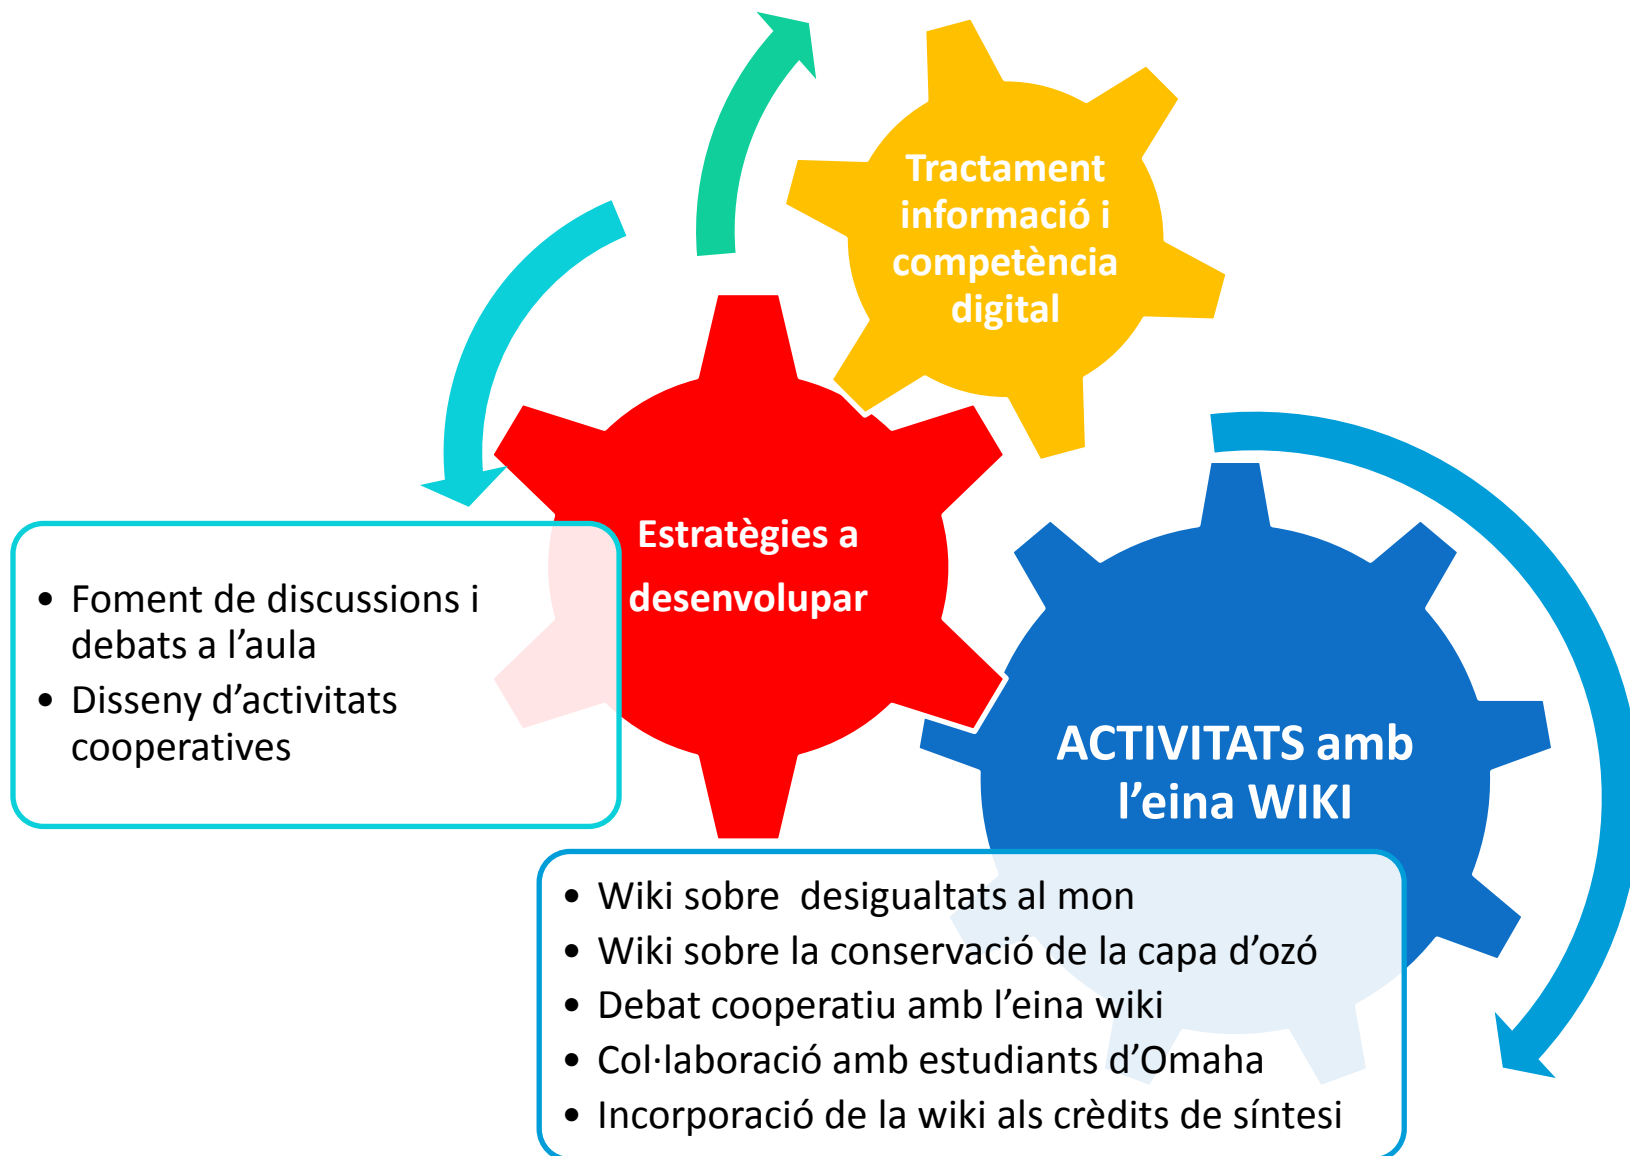 Tractament
informació i
competència
digital
Estratègies a
desenvolupar
• Foment de discussions i
debats a l’aula
• Disseny d’activitats
cooperatives
ACTIVITATS amb
l’eina WIKI
• Wiki sobre  desigualtats al mon
• Wiki sobre la conservació de la capa d’ozó
• Debat cooperatiu amb l’eina wiki
• Col·laboració amb estudiants d’Omaha
• Incorporació de la wiki als crèdits de síntesi